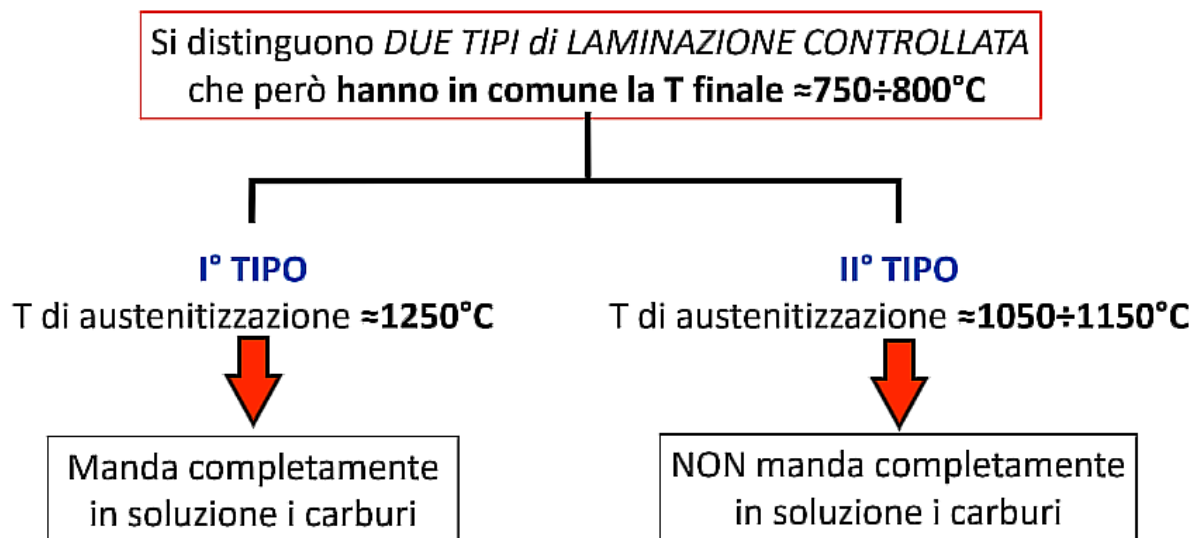 Si distinguono DUE TIPI di LAMINAZIONE CONTROLLATA
che però hanno in comune la T finale ≈750÷800°C
I° TIPO
T di austenitizzazione ≈1250°C
Manda completamente
in soluzione i carburi
II° TIPO
T di austenitizzazione ≈1050÷1150°C
NON manda completamente
in soluzione i carburi